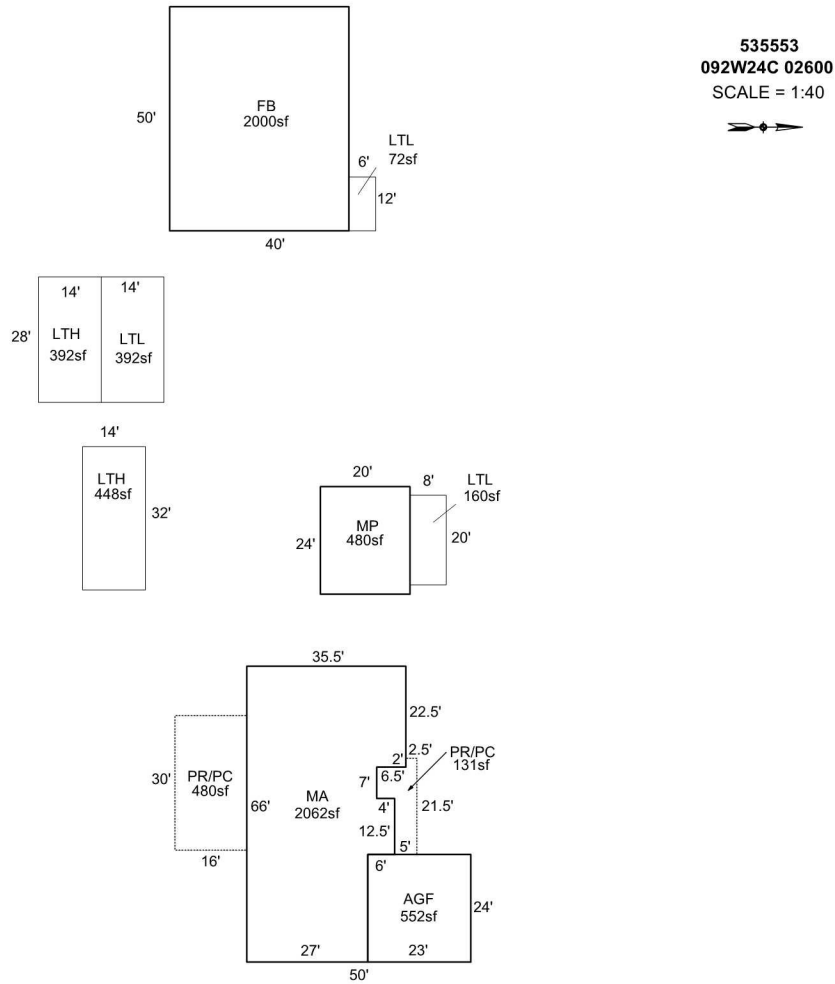 535553
092W24C 02600
SCALE = 1:40
50'
FB
2000sf
LTL
72sf
6'
12'
40'
14'
14'
28'
LTH
392sf
LTL
392sf
14'
LTH
448sf
32'
20'
8'
LTL
160sf
24'
MP
480sf
20'
35.5'
22.5'
2.5'
2'
PR/PC
131sf
6.5'
30'
PR/PC
480sf
7'
66'
MA
2062sf
4'
21.5'
12.5'
5'
16'
6'
AGF
552sf
24'
27'
23'
50'